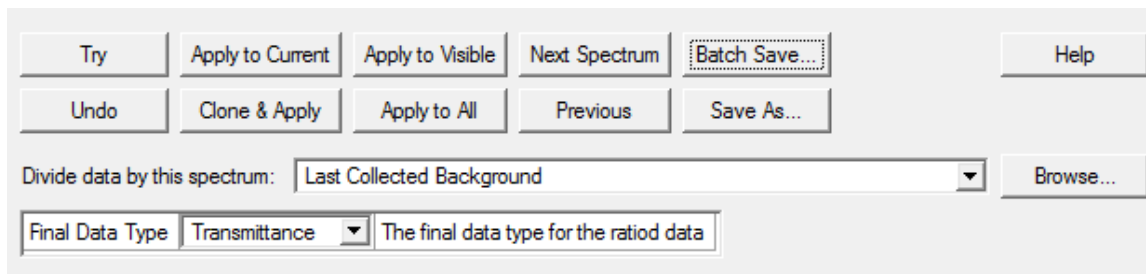 Try Apply to Current Apply to Visible Next Spectrum Batch Save... Help
Undo Clone & Apply Apply to All Previous Save As...
Divide data by this spectrum: Last Collected Background Browse...
Final Data Type Transmittance The final data type for the ratiod data